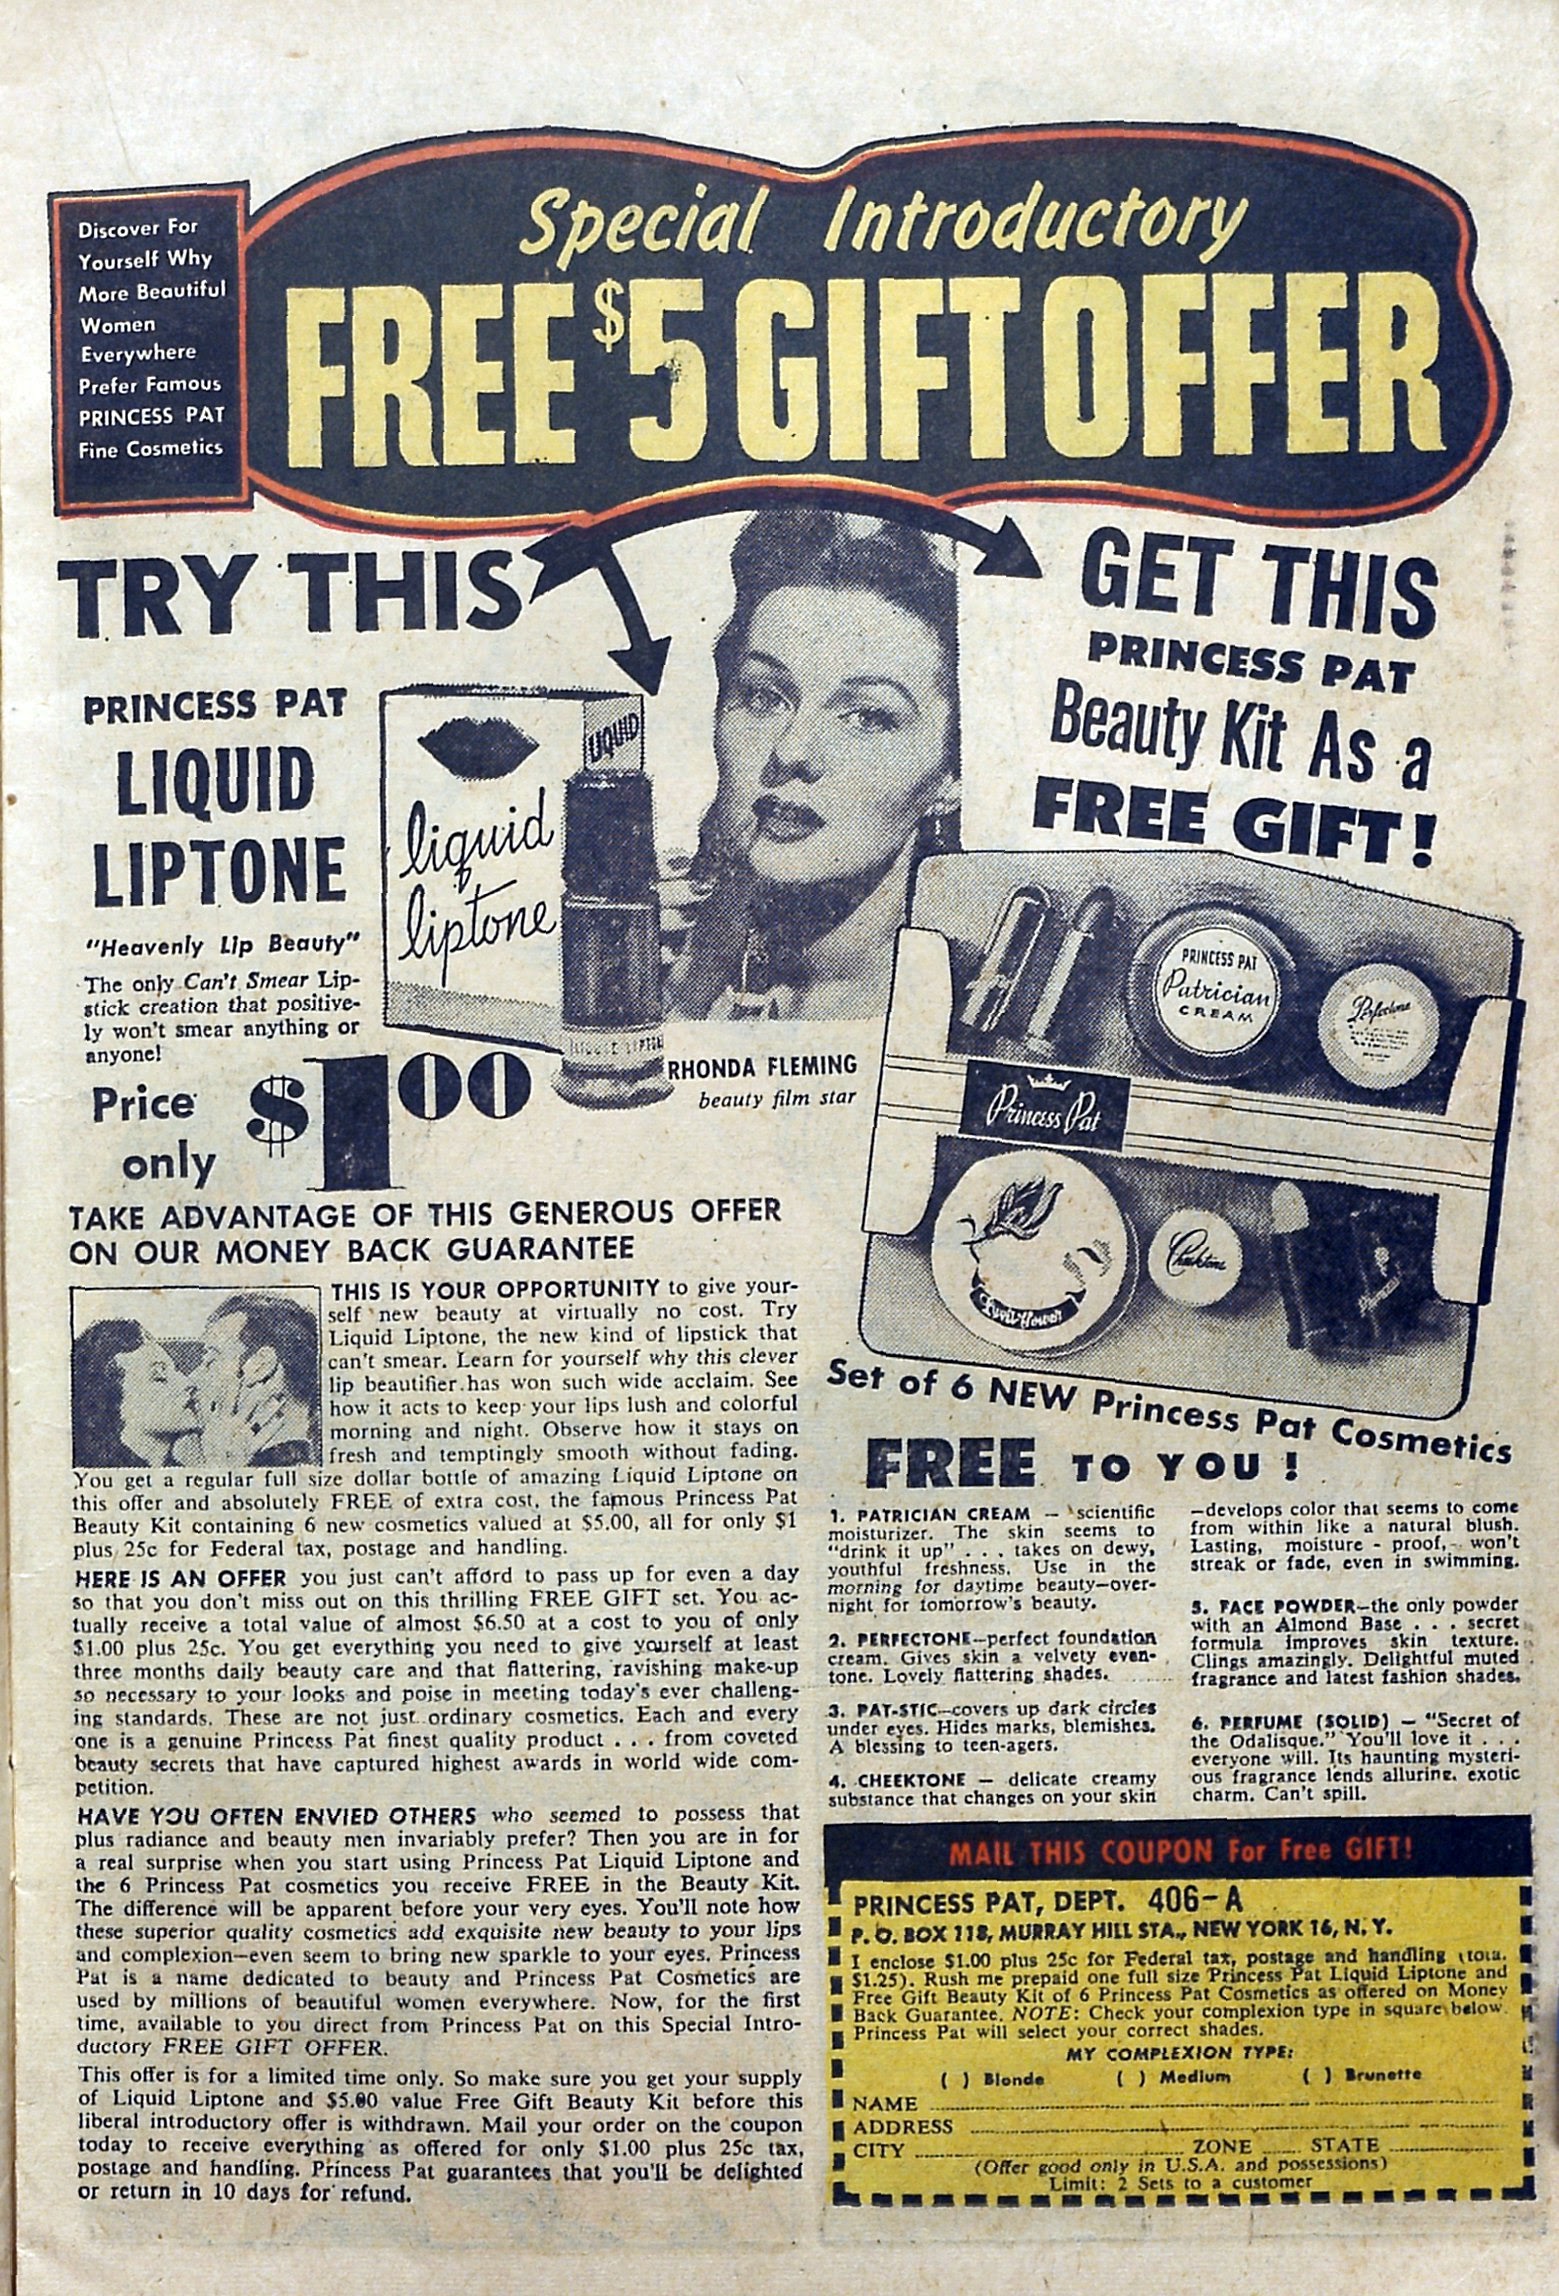 Discover For
Yourself Why
More Beautiful
Women
Everywhere
Prefer Famous
PRINCESS PAT
Fine Cosmetics
Special Introductory
FREE $5 GIFT OFFER
TRY THIS
PRINCESS PAT
LIQUID
LIPTONE
"Heavenly Lip Beauty"
The only Can't Smear Lip-
stick creation that positive-
ly won't smear anything or
anyone!
Price
only
$1.00
LIQUID
liquid
liptone
LIQUID LIPTONE
RHONDA FLEMING
beauty film star
GET THIS
PRINCESS PAT
Beauty Kit As a
FREE GIFT!
PRINCESS PAT
Patrician
CREAM
Perfectone
Princess Pat
Cheektone
Set of 6 NEW Princess Pat Cosmetics
FREE TO YOU!
TAKE ADVANTAGE OF THIS GENEROUS OFFER
ON OUR MONEY BACK GUARANTEE
THIS IS YOUR OPPORTUNITY to give your-
self new beauty at virtually no cost. Try
Liquid Liptone, the new kind of lipstick that
can't smear. Learn for yourself why this clever
lip beautifier has won such wide acclaim. See
how it acts to keep your lips lush and colorful
morning and night. Observe how it stays on
fresh and temptingly smooth without fading.
You get a regular full size dollar bottle of amazing Liquid Liptone on
this offer and absolutely FREE of extra cost, the famous Princess Pat
Beauty Kit containing 6 new cosmetics valued at $5.00, all for only $1
plus 25c for Federal tax, postage and handling.
HERE IS AN OFFER you just can't afford to pass up for even a day
so that you don't miss out on this thrilling FREE GIFT set. You ac-
tually receive a total value of almost $6.50 at a cost to you of only
$1.00 plus 25c. You get everything you need to give yourself at least
three months daily beauty care and that flattering, ravishing make-up
so necessary to your looks and poise in meeting today's ever challeng-
ing standards. These are not just ordinary cosmetics. Each and every
one is a genuine Princess Pat finest quality product . . . from coveted
beauty secrets that have captured highest awards in world wide com-
petition.
HAVE YOU OFTEN ENVIED OTHERS who seemed to possess that
plus radiance and beauty men invariably prefer? Then you are in for
a real surprise when you start using Princess Pat Liquid Liptone and
the 6 Princess Pat cosmetics you receive FREE in the Beauty Kit.
The difference will be apparent before your very eyes. You'll note how
these superior quality cosmetics add exquisite new beauty to your lips
and complexion—even seem to bring new sparkle to your eyes. Princess
Pat is a name dedicated to beauty and Princess Pat Cosmetics are
used by millions of beautiful women everywhere. Now, for the first
time, available to you direct from Princess Pat on this Special Intro-
ductory FREE GIFT OFFER.
This offer is for a limited time only. So make sure you get your supply
of Liquid Liptone and $5.00 value Free Gift Beauty Kit before this
liberal introductory offer is withdrawn. Mail your order on the coupon
today to receive everything as offered for only $1.00 plus 25c tax,
postage and handling. Princess Pat guarantees that you'll be delighted
or return in 10 days for refund.
1. PATRICIAN CREAM — scientific
moisturizer. The skin seems to
"drink it up" . . . takes on dewy,
youthful freshness. Use in the
morning for daytime beauty—over-
night for tomorrow's beauty.
2. PERFECTONE—perfect foundation
cream. Gives skin a velvety even-
tone. Lovely flattering shades.
3. PAT-STIC—covers up dark circles
under eyes. Hides marks, blemishes.
A blessing to teen-agers.
4. CHEEKTONE — delicate creamy
substance that changes on your skin
—develops color that seems to come
from within like a natural blush.
Lasting, moisture - proof, won't
streak or fade, even in swimming.
5. FACE POWDER—the only powder
with an Almond Base . . . secret
formula improves skin texture.
Clings amazingly. Delightful muted
fragrance and latest fashion shades.
6. PERFUME (SOLID) — "Secret of
the Odalisque." You'll love it . . .
everyone will. Its haunting mysteri-
ous fragrance lends alluring, exotic
charm. Can't spill.
MAIL THIS COUPON For Free GIFT!
PRINCESS PAT, DEPT. 406-A
P. O. BOX 118, MURRAY HILL STA., NEW YORK 16, N. Y.
I enclose $1.00 plus 25c for Federal tax, postage and handling (tota.
$1.25). Rush me prepaid one full size Princess Pat Liquid Liptone and
Free Gift Beauty Kit of 6 Princess Pat Cosmetics as offered on Money
Back Guarantee. NOTE: Check your complexion type in square below.
Princess Pat will select your correct shades.
MY COMPLEXION TYPE:
( ) Blonde ( ) Medium ( ) Brunette
NAME
ADDRESS
CITY ZONE STATE
(Offer good only in U.S.A. and possessions)
Limit: 2 Sets to a customer